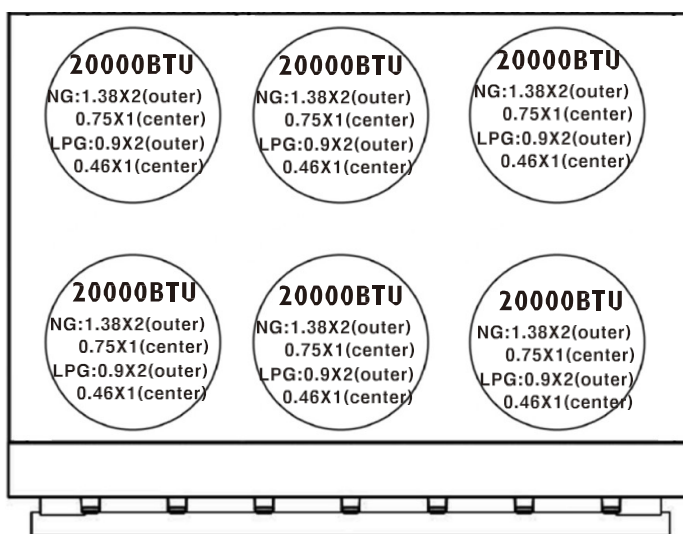 20000BTU
NG:1.38X2(outer)
0.75X1(center)
LPG:0.9X2(outer)
0.46X1(center)
20000BTU
NG:1.38X2(outer)
0.75X1(center)
LPG:0.9X2(outer)
0.46X1(center)
20000BTU
NG:1.38X2(outer)
0.75X1(center)
LPG:0.9X2(outer)
0.46X1(center)
20000BTU
NG:1.38X2(outer)
0.75X1(center)
LPG:0.9X2(outer)
0.46X1(center)
20000BTU
NG:1.38X2(outer)
0.75X1(center)
LPG:0.9X2(outer)
0.46X1(center)
20000BTU
NG:1.38X2(outer)
0.75X1(center)
LPG:0.9X2(outer)
0.46X1(center)